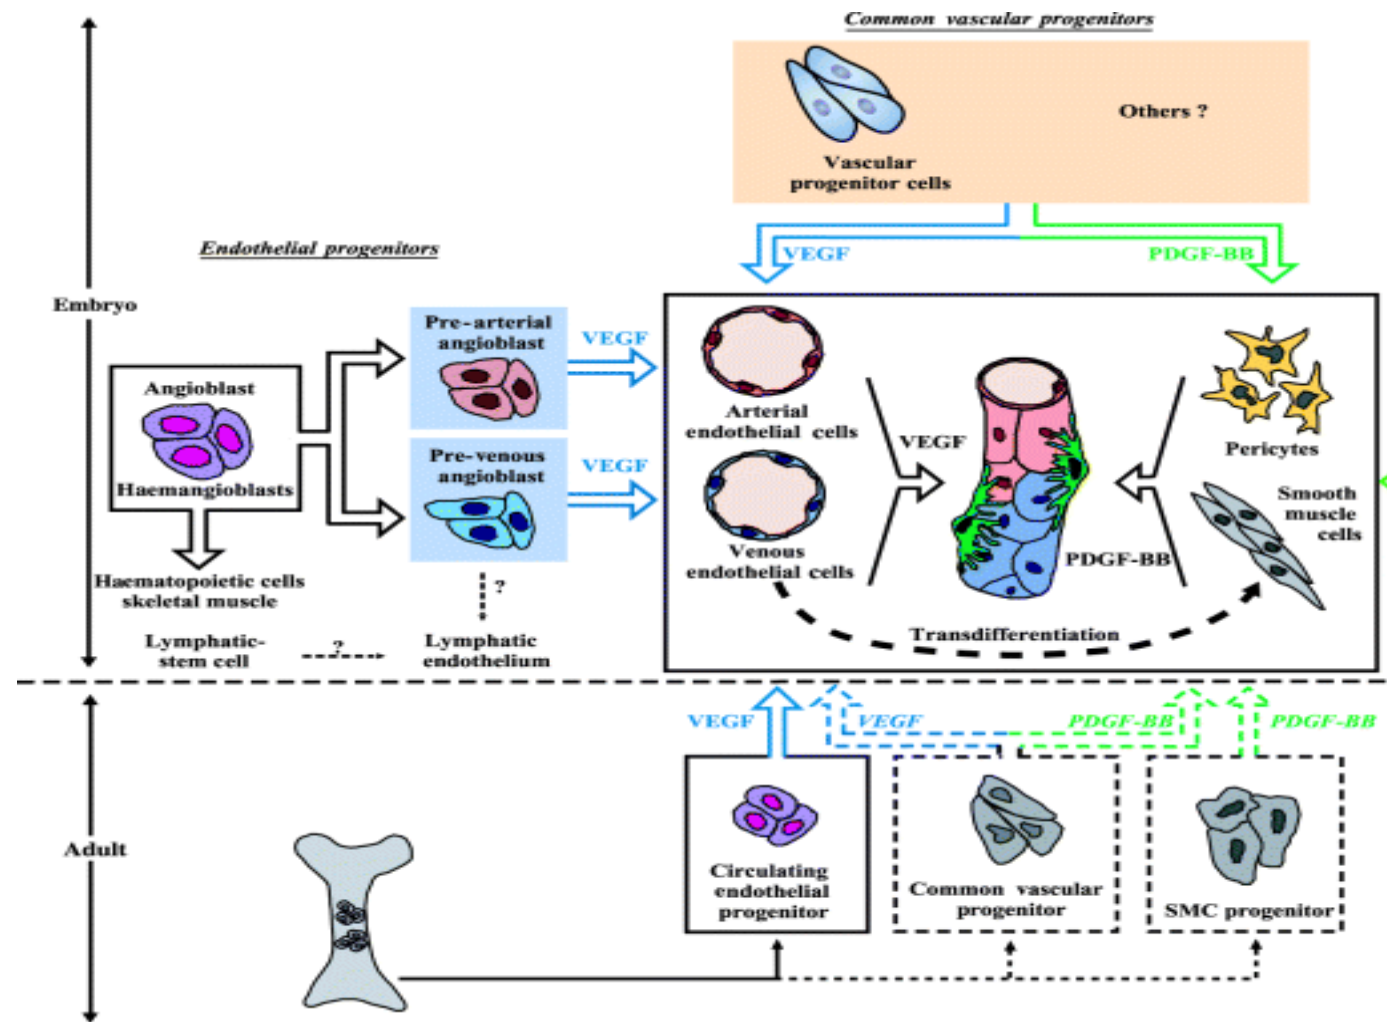 Common vascular progenitors
Others ?
Vascular
progenitor cells
VEGF
PDGF-BB
Endothelial progenitors
Embryo
Pre-arterial
angioblast
VEGF
Angioblast
Haemangioblasts
Pre-venous
angioblast
VEGF
Haematopoietic cells
skeletal muscle
?
Lymphatic-
stem cell
?
Lymphatic
endothelium
Arterial
endothelial cells
VEGF
Venous
endothelial cells
PDGF-BB
Pericytes
Smooth
muscle
cells
Transdifferentiation
VEGF
VEGF
PDGF-BB
PDGF-BB
Adult
Circulating
endothelial
progenitor
Common vascular
progenitor
SMC progenitor